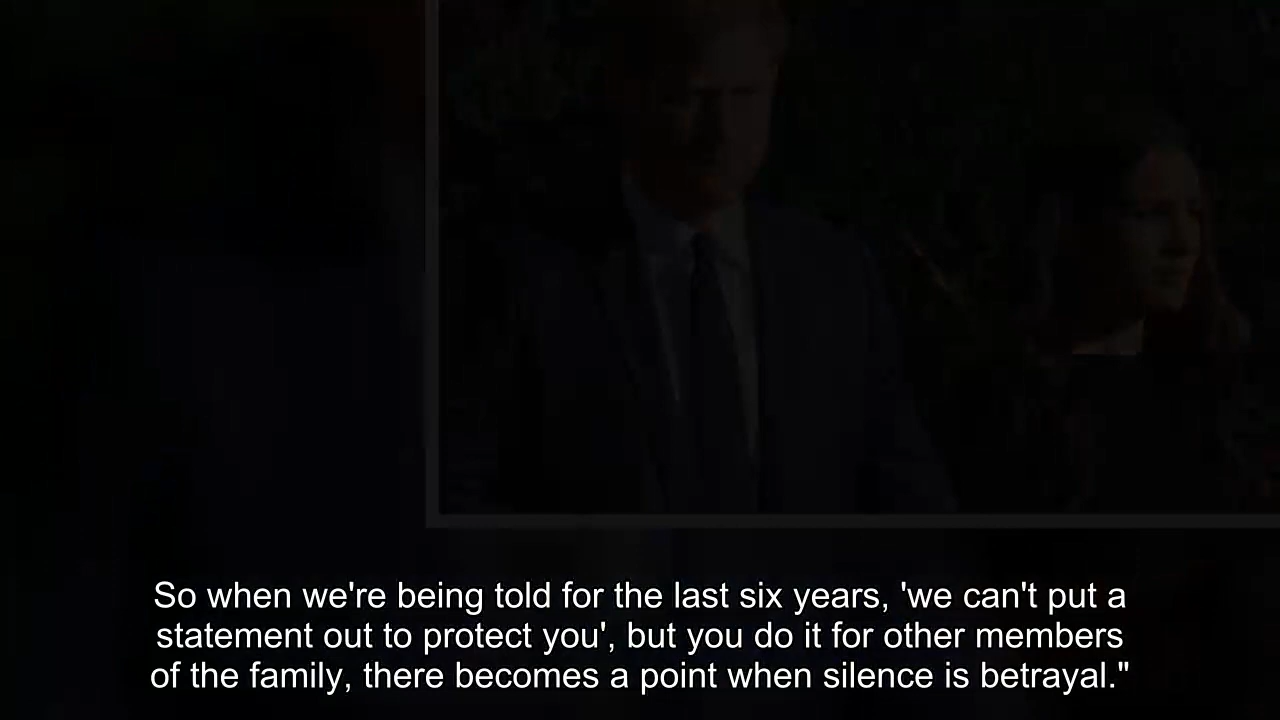 So when we're being told for the last six years, 'we can't put a
statement out to protect you', but you do it for other members
of the family, there becomes a point when silence is betrayal."